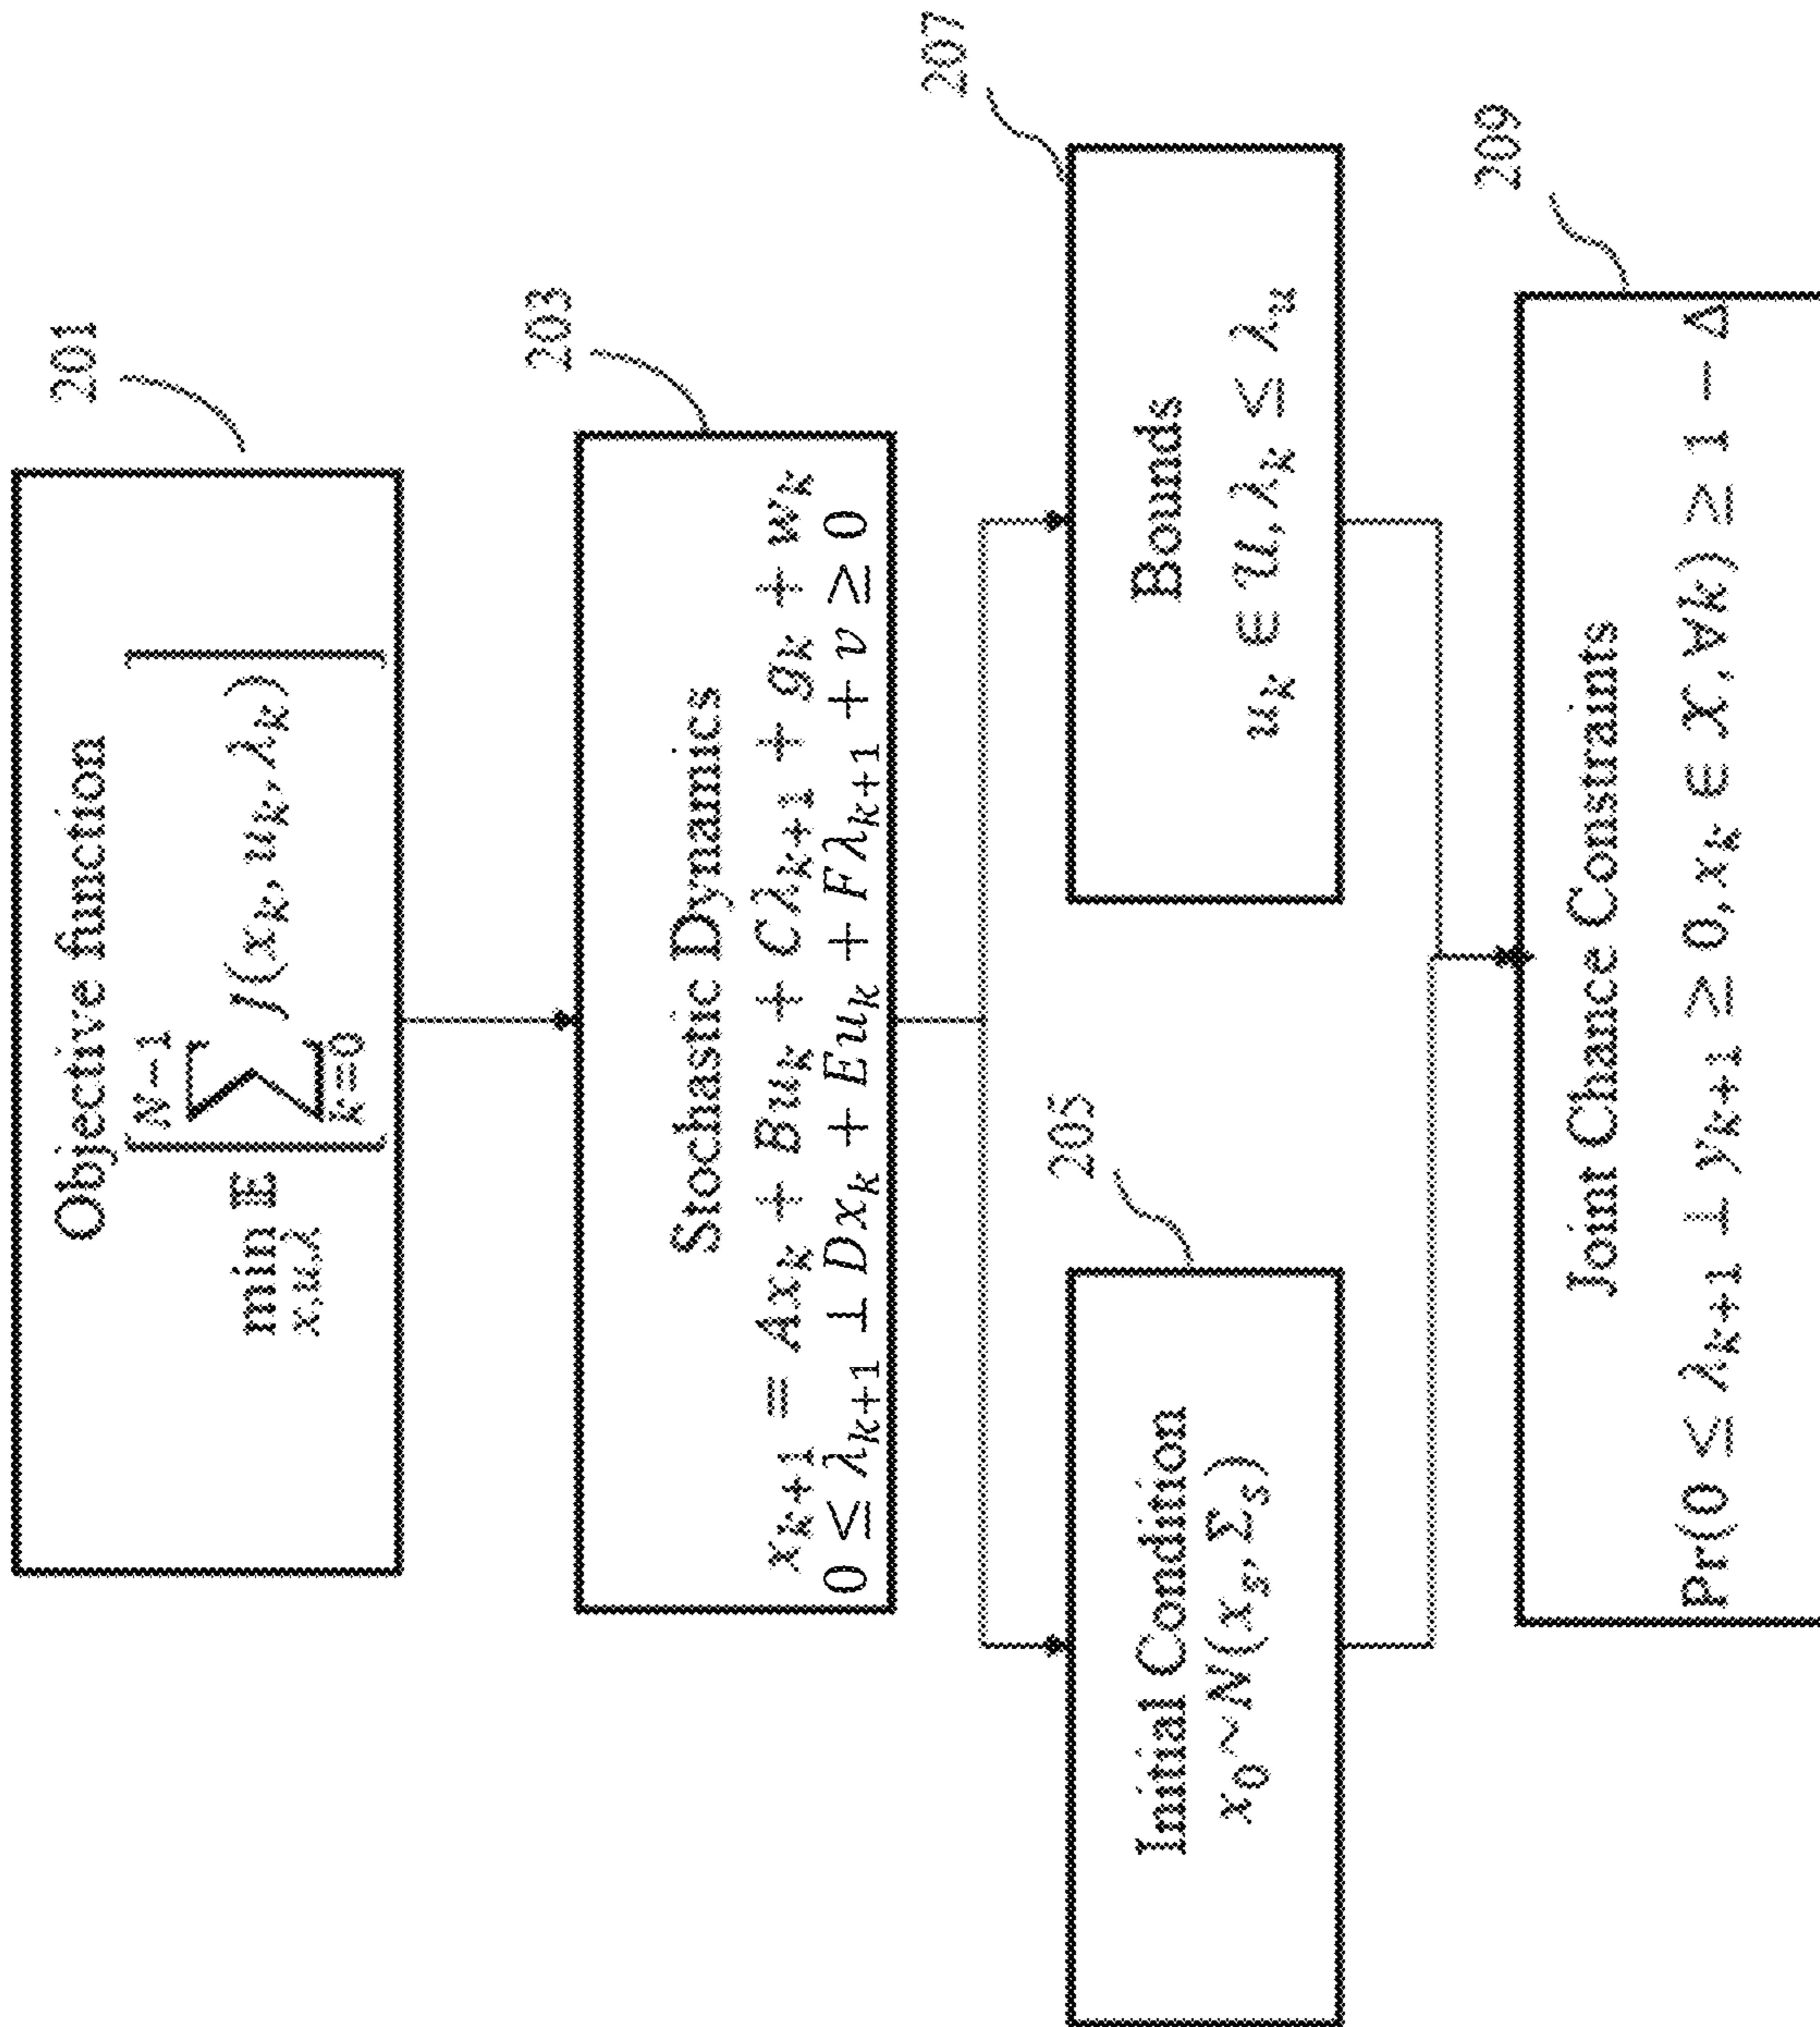 201
Objective function
min E [ N−1 ∑ k=0 J(x_k, u_k, λ_k) ]
x,u,λ
203
Stochastic Dynamics
x_{k+1} = Ax_k + Bu_k + Cλ_{k+1} + g_k + w_k
0 ≤ λ_{k+1} ⊥ Dx_k + Eu_k + Fλ_{k+1} + v ≥ 0
205
Initial Condition
x_0~N(x_s, Σ_s)
207
Bounds
u_k ∈ 𝒰, λ_k ≤ λ_u
209
Joint Chance Constraints
Pr(0 ≤ λ_{k+1} ⊥ y_{k+1} ≥ 0, x_k ∈ X, ∀k) ≥ 1 − Δ